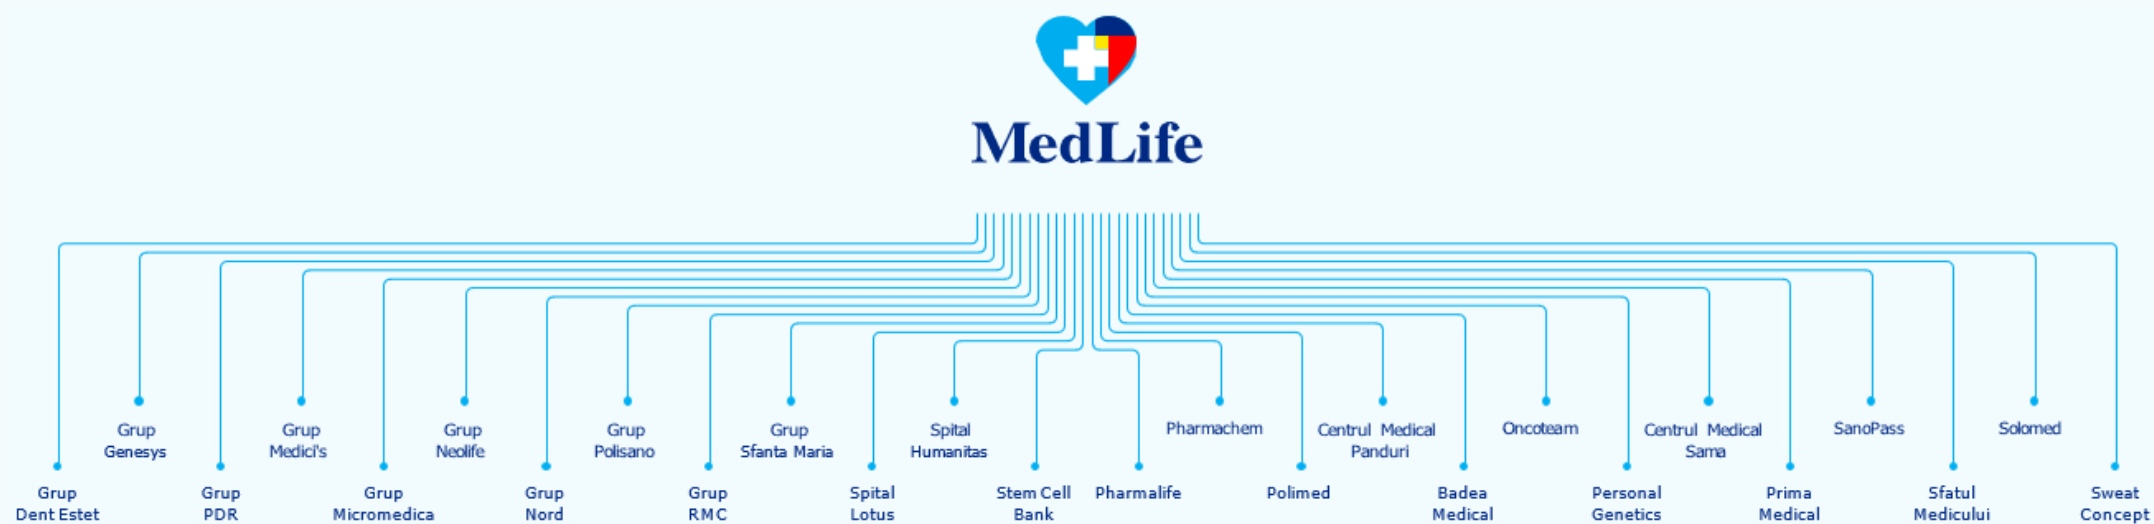 MedLife
Grup
Genesys
Grup
Medici's
Grup
Neolife
Grup
Polisano
Grup
Sfanta Maria
Spital
Humanitas
Pharmachem
Centrul Medical
Panduri
Oncoteam
Centrul Medical
Sama
SanoPass
Solomed
Grup
Dent Estet
Grup
PDR
Grup
Micromedica
Grup
Nord
Grup
RMC
Spital
Lotus
Stem Cell
Bank
Pharmalife
Polimed
Badea
Medical
Personal
Genetics
Prima
Medical
Sfatul
Medicului
Sweat
Concept